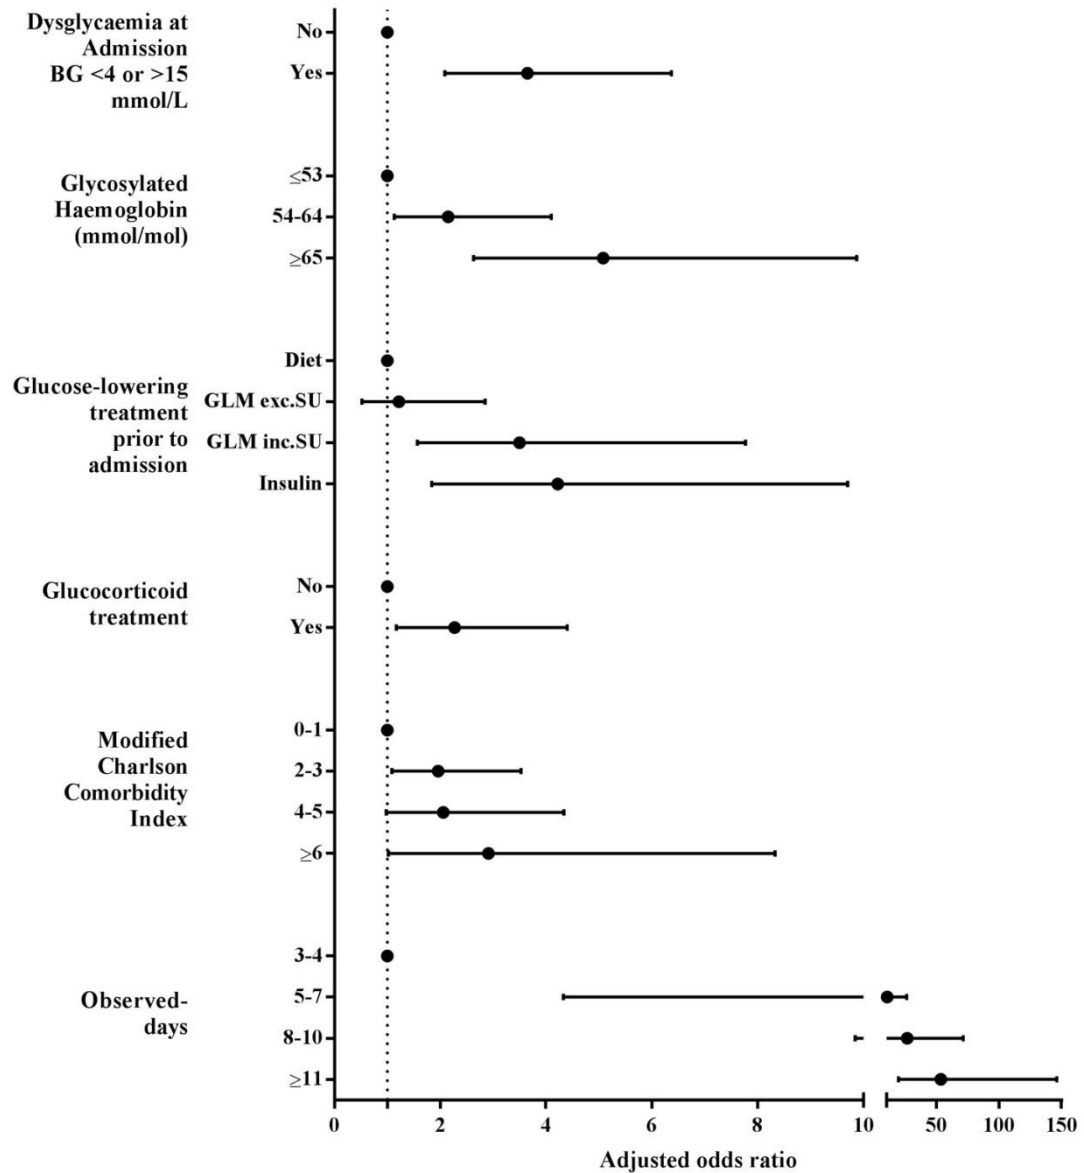 Dysglycaemia at
Admission
BG <4 or >15
mmol/L
No
Yes
Glycosylated
Haemoglobin
(mmol/mol)
≤53
54-64
≥65
Glucose-lowering
treatment
prior to
admission
Diet
GLM exc.SU
GLM inc.SU
Insulin
Glucocorticoid
treatment
No
Yes
Modified
Charlson
Comorbidity
Index
0-1
2-3
4-5
≥6
Observed-
days
3-4
5-7
8-10
≥11
0 2 4 6 8 10 50 100 150
Adjusted odds ratio